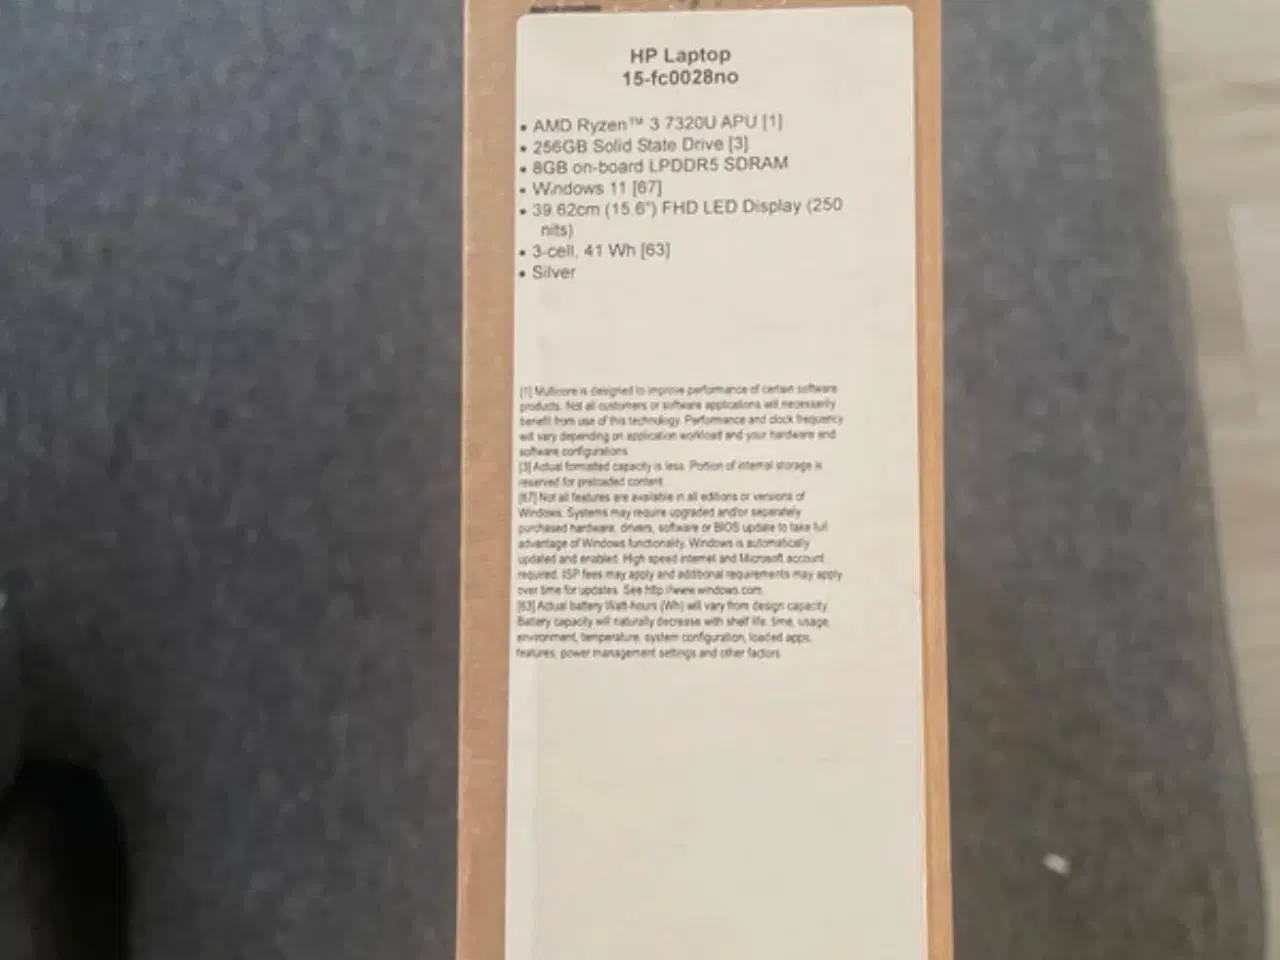 HP Laptop
15-fc0028no
• AMD Ryzen™ 3 7320U APU [1]
• 256GB Solid State Drive [3]
• 8GB on-board LPDDR5 SDRAM
• Windows 11 [67]
• 39.62cm (15.6") FHD LED Display (250
nits)
• 3-cell, 41 Wh [63]
• Silver
[1] Multicore is designed to improve performance of certain software
products. Not all customers or software applications will necessarily
benefit from use of this technology. Performance and clock frequency
will vary depending on application workload and your hardware and
software configurations.
[3] Actual formatted capacity is less. Portion of internal storage is
reserved for preloaded content.
[67] Not all features are available in all editions or versions of
Windows. Systems may require upgraded and/or separately
purchased hardware, drivers, software or BIOS update to take full
advantage of Windows functionality. Windows is automatically
updated and enabled. High speed internet and Microsoft account
required. ISP fees may apply and additional requirements may apply
over time for updates. See http://www.windows.com.
[63] Actual battery Watt-hours (Wh) will vary from design capacity.
Battery capacity will naturally decrease with shelf life, time, usage,
environment, temperature, system configuration, loaded apps,
features, power management settings and other factors.